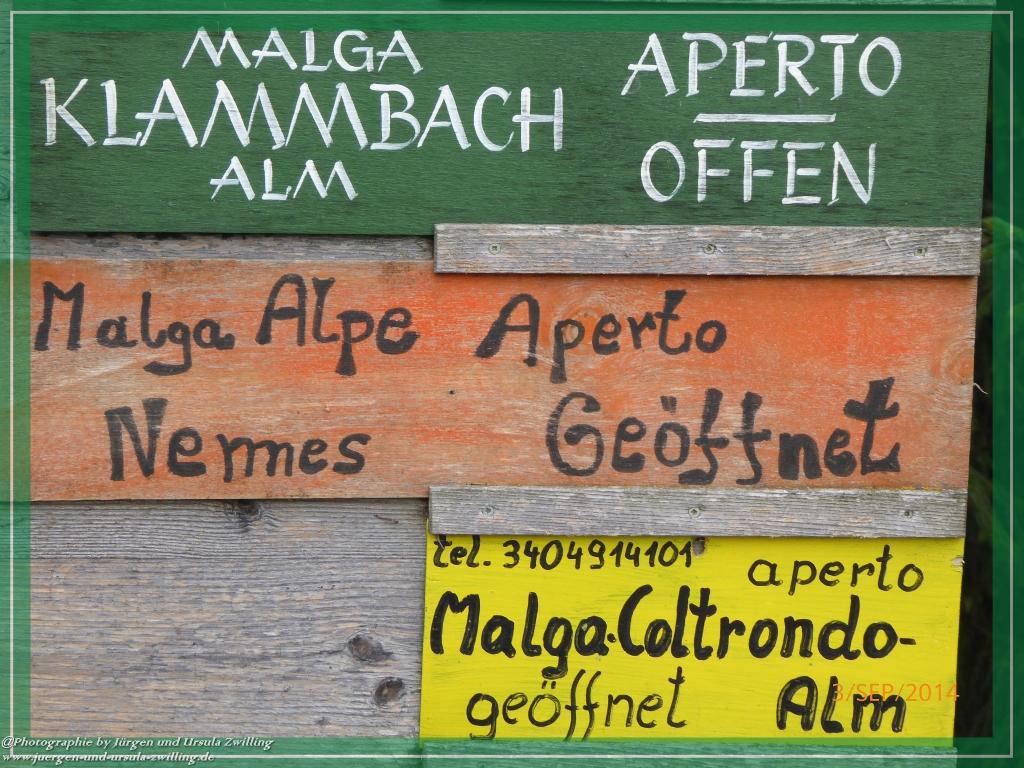 MALGA
KLAMMBACH
ALM
APERTO
OFFEN
Malga Alpe Aperto
Nemes Geöffnet
tel. 3404914101 aperto
Malga-Coltrondo-
geöffnet Alm
3/SEP/2014
@Photographie by Jürgen und Ursula Zwilling
www.juergen-und-ursula-zwilling.de